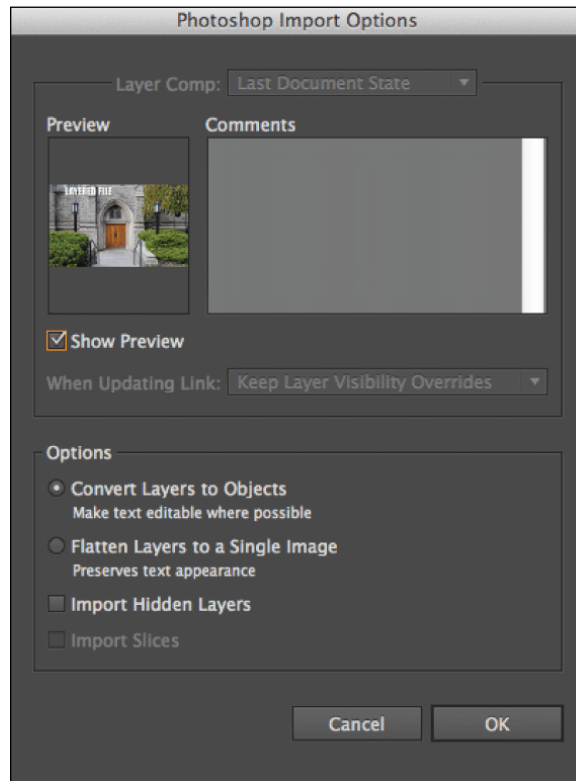 Photoshop Import Options
Layer Comp: Last Document State
Preview Comments
LAYERED FILE
Show Preview
When Updating Link: Keep Layer Visibility Overrides
Options
Convert Layers to Objects
Make text editable where possible
Flatten Layers to a Single Image
Preserves text appearance
Import Hidden Layers
Import Slices
Cancel OK